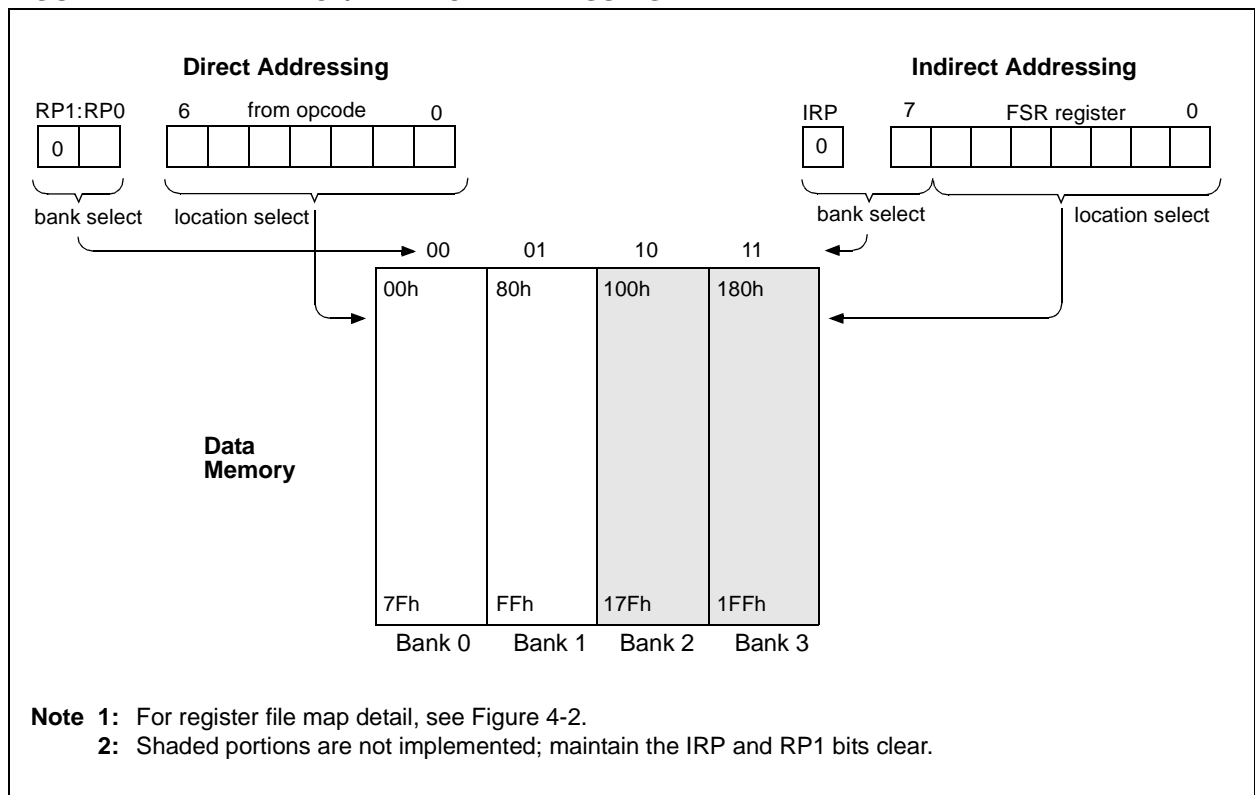 Direct Addressing
Indirect Addressing
RP1:RP0 6 from opcode 0
IRP 7 FSR register 0
0
0
bank select location select
bank select location select
00 01 10 11
00h 80h 100h 180h
Data
Memory
7Fh FFh 17Fh 1FFh
Bank 0 Bank 1 Bank 2 Bank 3
Note 1: For register file map detail, see Figure 4-2.
2: Shaded portions are not implemented; maintain the IRP and RP1 bits clear.